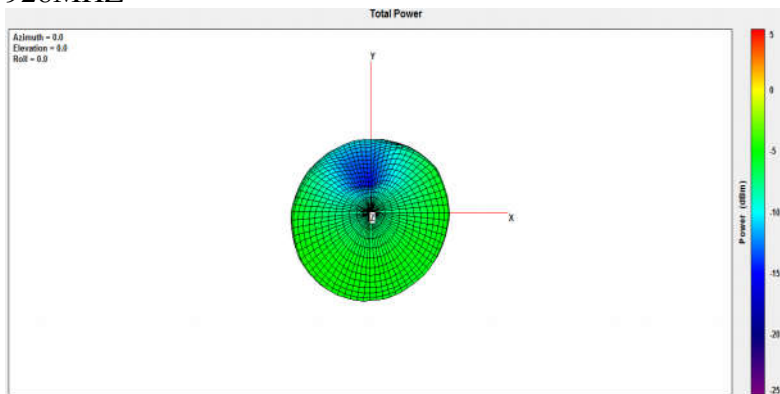 928MHZ
Total Power
Azimuth = 0.0
Elevation = 0.0
Roll = 0.0
Y
X
Z
Power (dBm)
5
0
-5
-10
-15
-20
-25